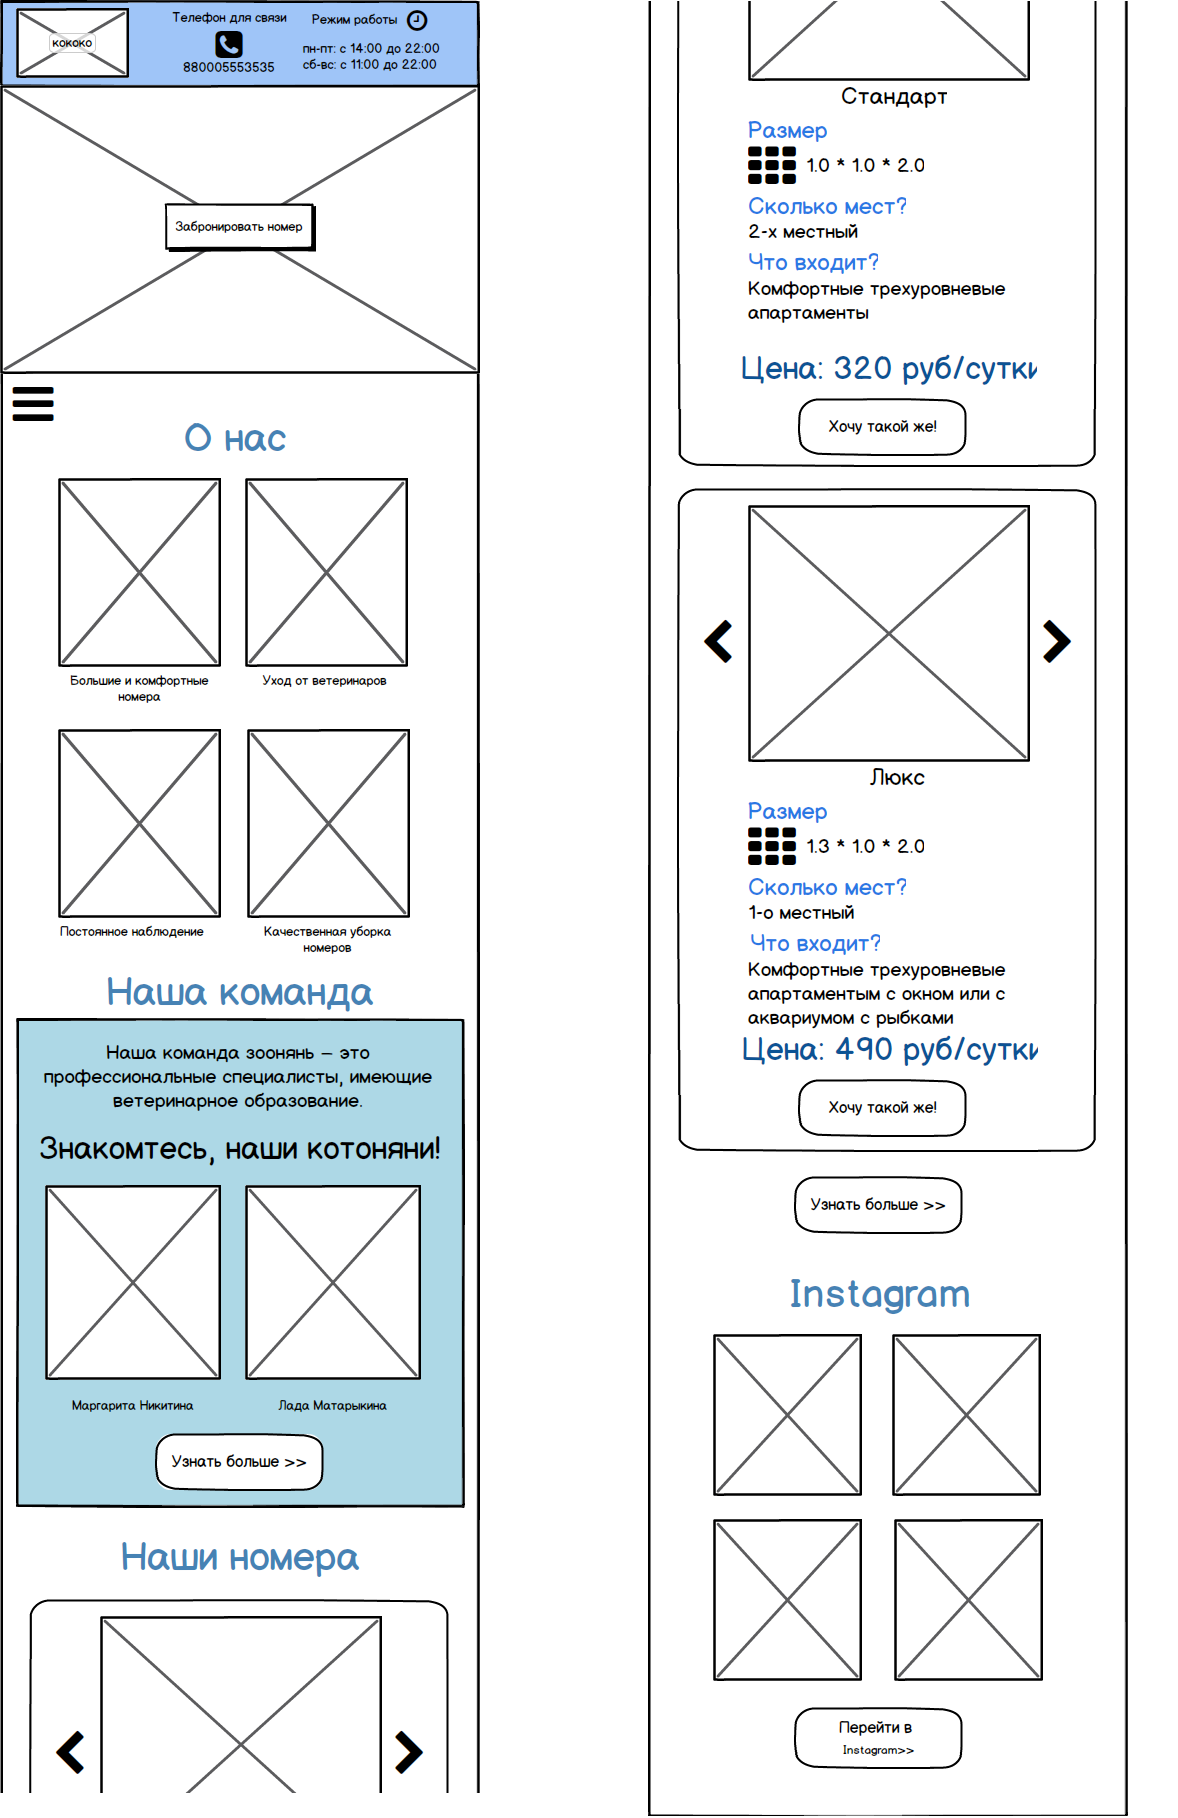 кококо
Телефон для связи
880005553535
Режим работы
пн-пт: с 14:00 до 22:00
сб-вс: с 11:00 до 22:00
Забронировать номер
О нас
Большие и комфортные
номера
Уход от ветеринаров
Постоянное наблюдение
Качественная уборка
номеров
Наша команда
Наша команда зоонянь – это
профессиональные специалисты, имеющие
ветеринарное образование.
Знакомтесь, наши котоняни!
Маргарита Никитина
Лада Матарыкина
Узнать больше >>
Наши номера
Стандарт
Размер
1.0 * 1.0 * 2.0
Сколько мест?
2-х местный
Что входит?
Комфортные трехуровневые
апартаменты
Цена: 320 руб/сутки
Хочу такой же!
Люкс
Размер
1.3 * 1.0 * 2.0
Сколько мест?
1-о местный
Что входит?
Комфортные трехуровневые
апартаментым с окном или с
аквариумом с рыбками
Цена: 490 руб/сутки
Хочу такой же!
Узнать больше >>
Instagram
Перейти в
Instagram>>